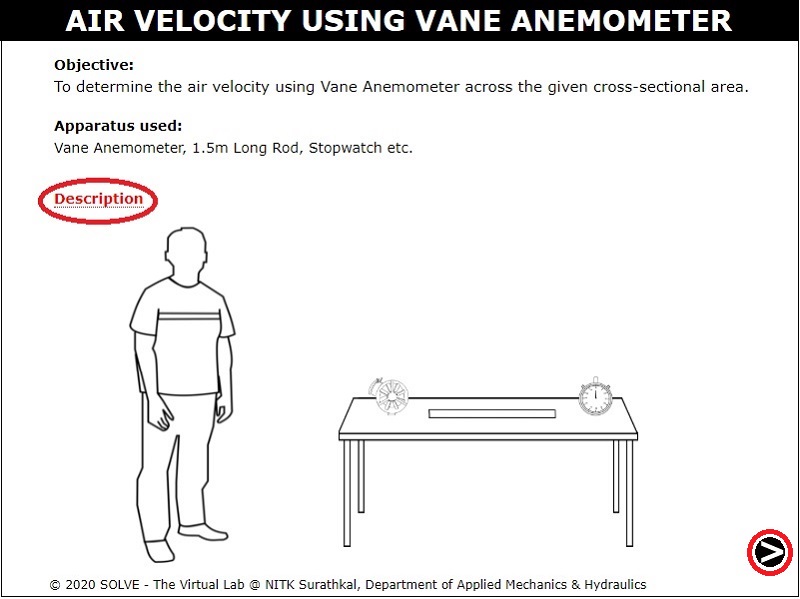 AIR VELOCITY USING VANE ANEMOMETER
Objective:
To determine the air velocity using Vane Anemometer across the given cross-sectional area.
Apparatus used:
Vane Anemometer, 1.5m Long Rod, Stopwatch etc.
Description
© 2020 SOLVE - The Virtual Lab @ NITK Surathkal, Department of Applied Mechanics & Hydraulics